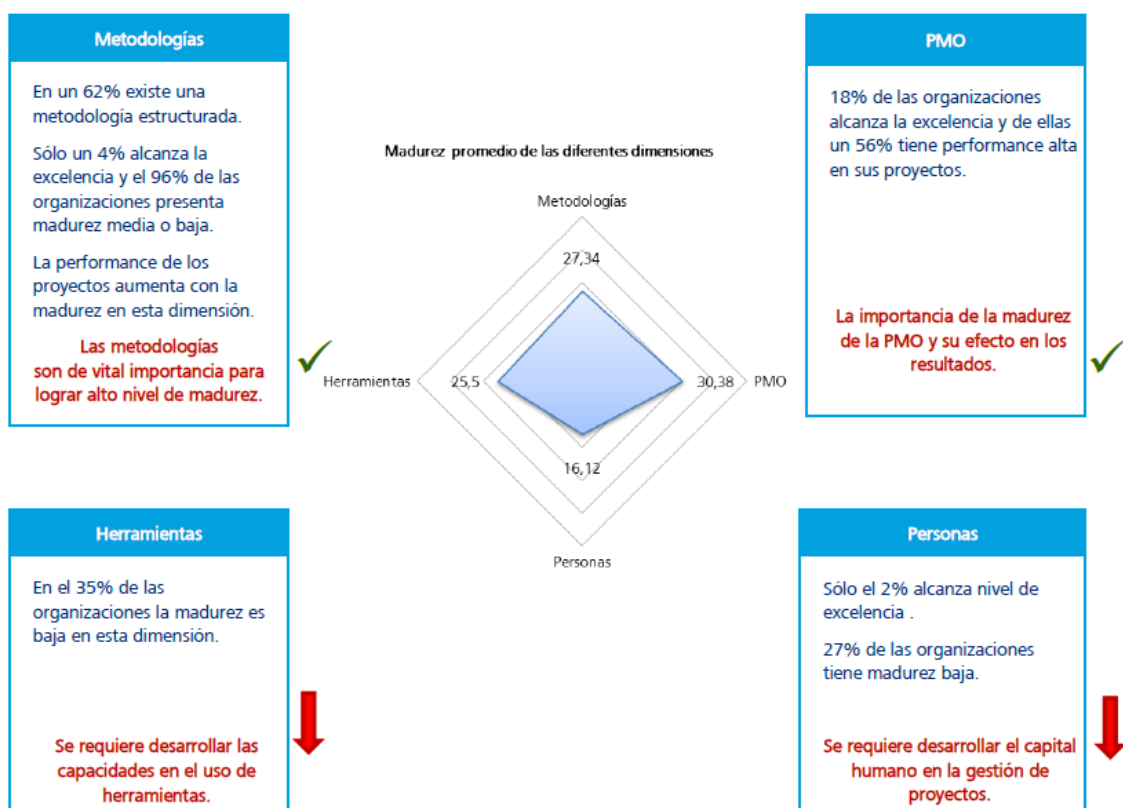 Metodologías
En un 62% existe una
metodología estructurada.
Sólo un 4% alcanza la
excelencia y el 96% de las
organizaciones presenta
madurez media o baja.
La performance de los
proyectos aumenta con la
madurez en esta dimensión.
Las metodologías
son de vital importancia para
lograr alto nivel de madurez.
Madurez promedio de las diferentes dimensiones
Metodologías
27,34
Herramientas
25,5
30,38
PMO
16,12
Personas
PMO
18% de las organizaciones
alcanza la excelencia y de ellas
un 56% tiene performance alta
en sus proyectos.
La importancia de la madurez
de la PMO y su efecto en los
resultados.
Herramientas
En el 35% de las
organizaciones la madurez es
baja en esta dimensión.
Se requiere desarrollar las
capacidades en el uso de
herramientas.
Personas
Sólo el 2% alcanza nivel de
excelencia .
27% de las organizaciones
tiene madurez baja.
Se requiere desarrollar el capital
humano en la gestión de
proyectos.